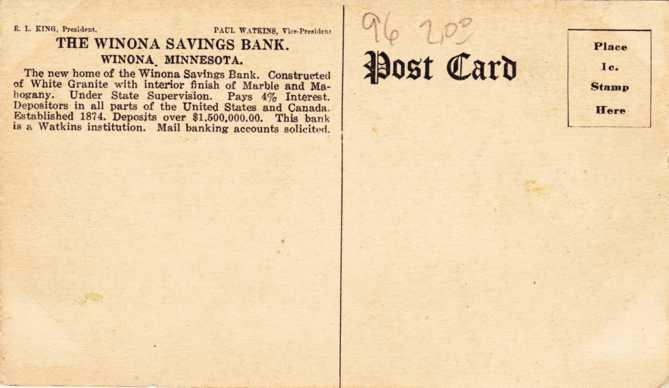 E. L. KING, President. PAUL WATKINS, Vice-President
THE WINONA SAVINGS BANK.
WINONA, MINNESOTA.
The new home of the Winona Savings Bank. Constructed
of White Granite with interior finish of Marble and Ma-
hogany. Under State Supervision. Pays 4% Interest.
Depositors in all parts of the United States and Canada.
Established 1874. Deposits over $1,500,000.00. This bank
is a Watkins institution. Mail banking accounts solicited.
96 2.00
Post Card
Place
1c.
Stamp
Here